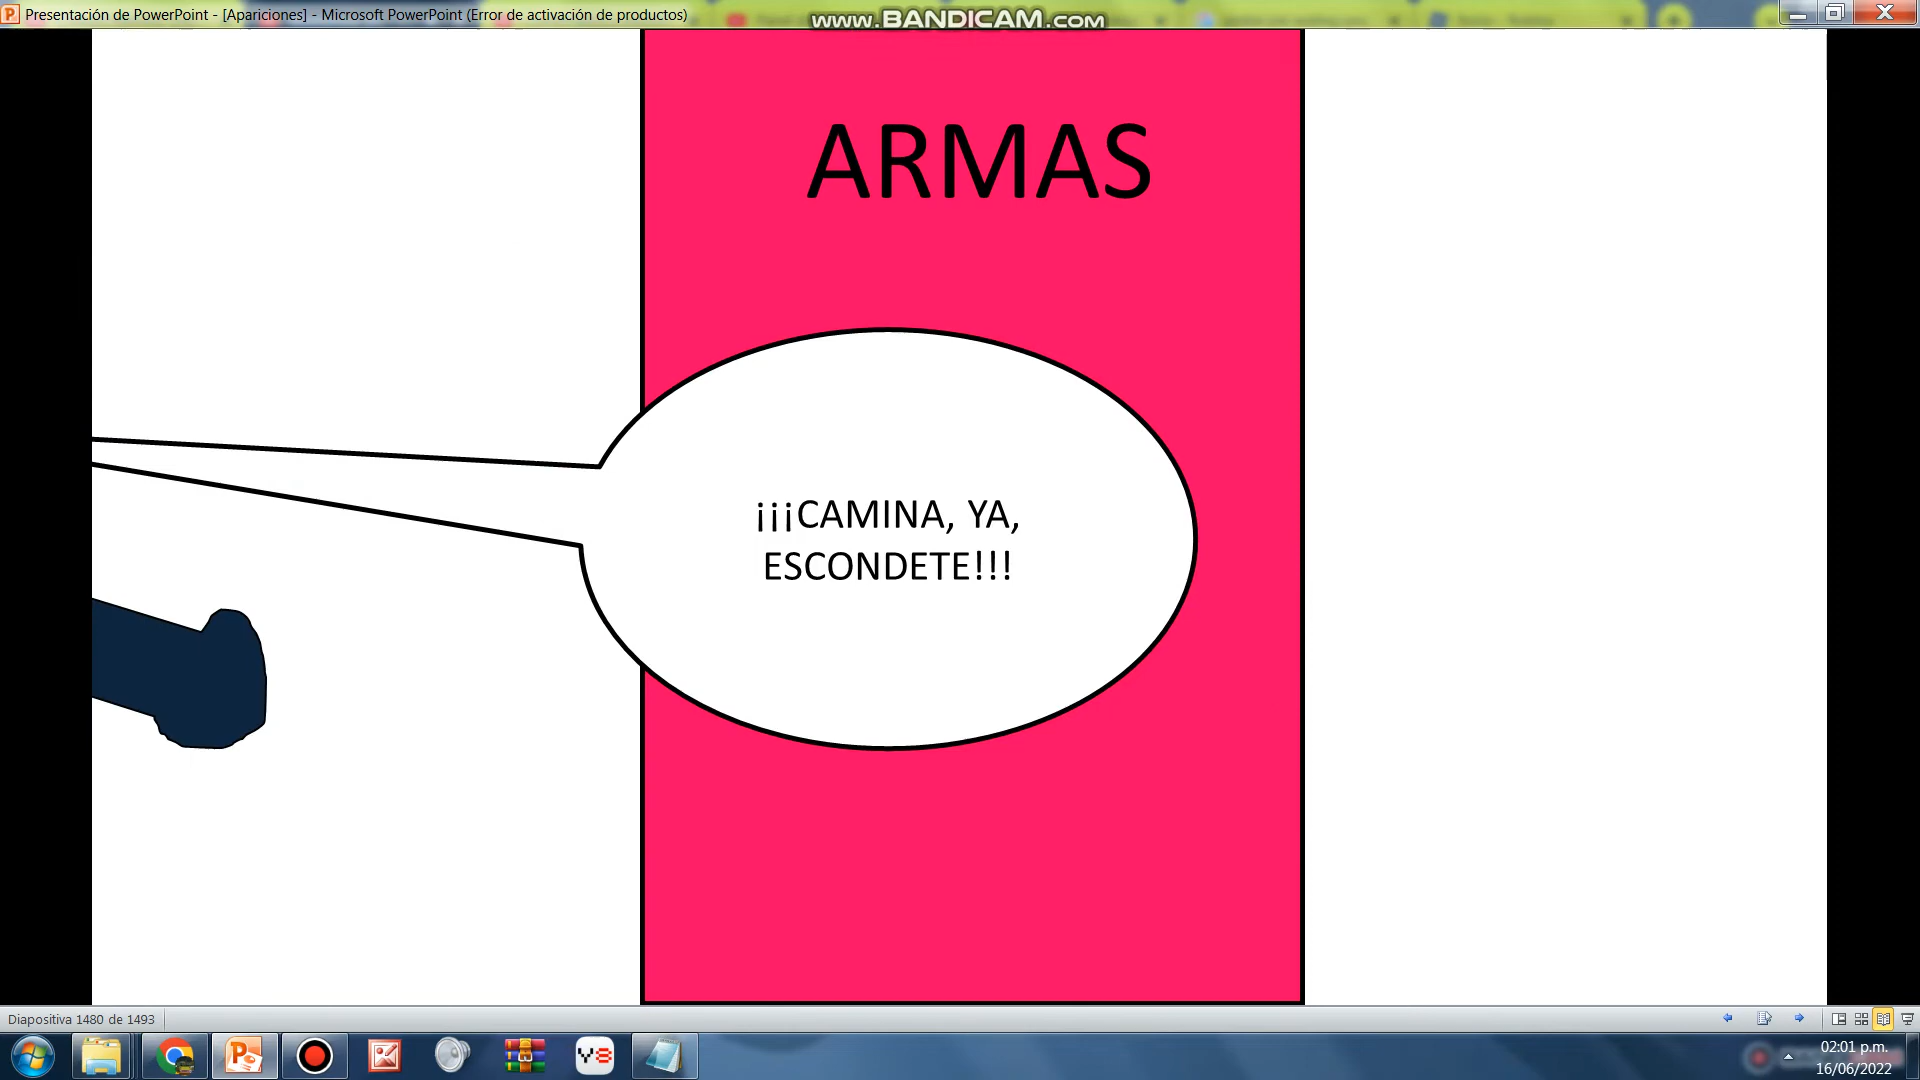 Presentación de PowerPoint - [Apariciones] - Microsoft PowerPoint (Error de activación de productos)
www.BANDICAM.com
ARMAS
¡¡¡CAMINA, YA,
ESCONDETE!!!
Diapositiva 1480 de 1493
02:01 p.m.
16/06/2022